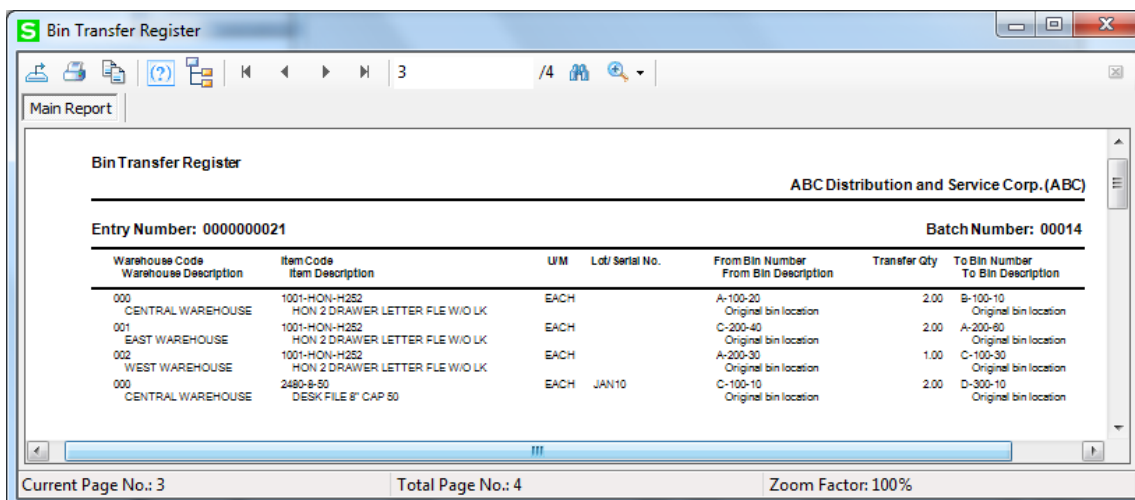 S Bin Transfer Register
(?) 3 /4
Main Report
Bin Transfer Register
ABC Distribution and Service Corp. (ABC)
Entry Number: 0000000021 Batch Number: 00014
Warehouse Code Item Code U/M Lot/ Serial No. From Bin Number Transfer Qty To Bin Number
Warehouse Description Item Description From Bin Description To Bin Description
000 1001-HON-H252 EACH A-100-20 2.00 B-100-10
CENTRAL WAREHOUSE HON 2 DRAWER LETTER FLE W/O LK Original bin location Original bin location
001 1001-HON-H252 EACH C-200-40 2.00 A-200-60
EAST WAREHOUSE HON 2 DRAWER LETTER FLE W/O LK Original bin location Original bin location
002 1001-HON-H252 EACH A-200-30 1.00 C-100-30
WEST WAREHOUSE HON 2 DRAWER LETTER FLE W/O LK Original bin location Original bin location
000 2480-8-50 EACH JAN10 C-100-10 2.00 D-300-10
CENTRAL WAREHOUSE DESK FILE 8" CAP 50 Original bin location Original bin location
Current Page No.: 3 Total Page No.: 4 Zoom Factor: 100%